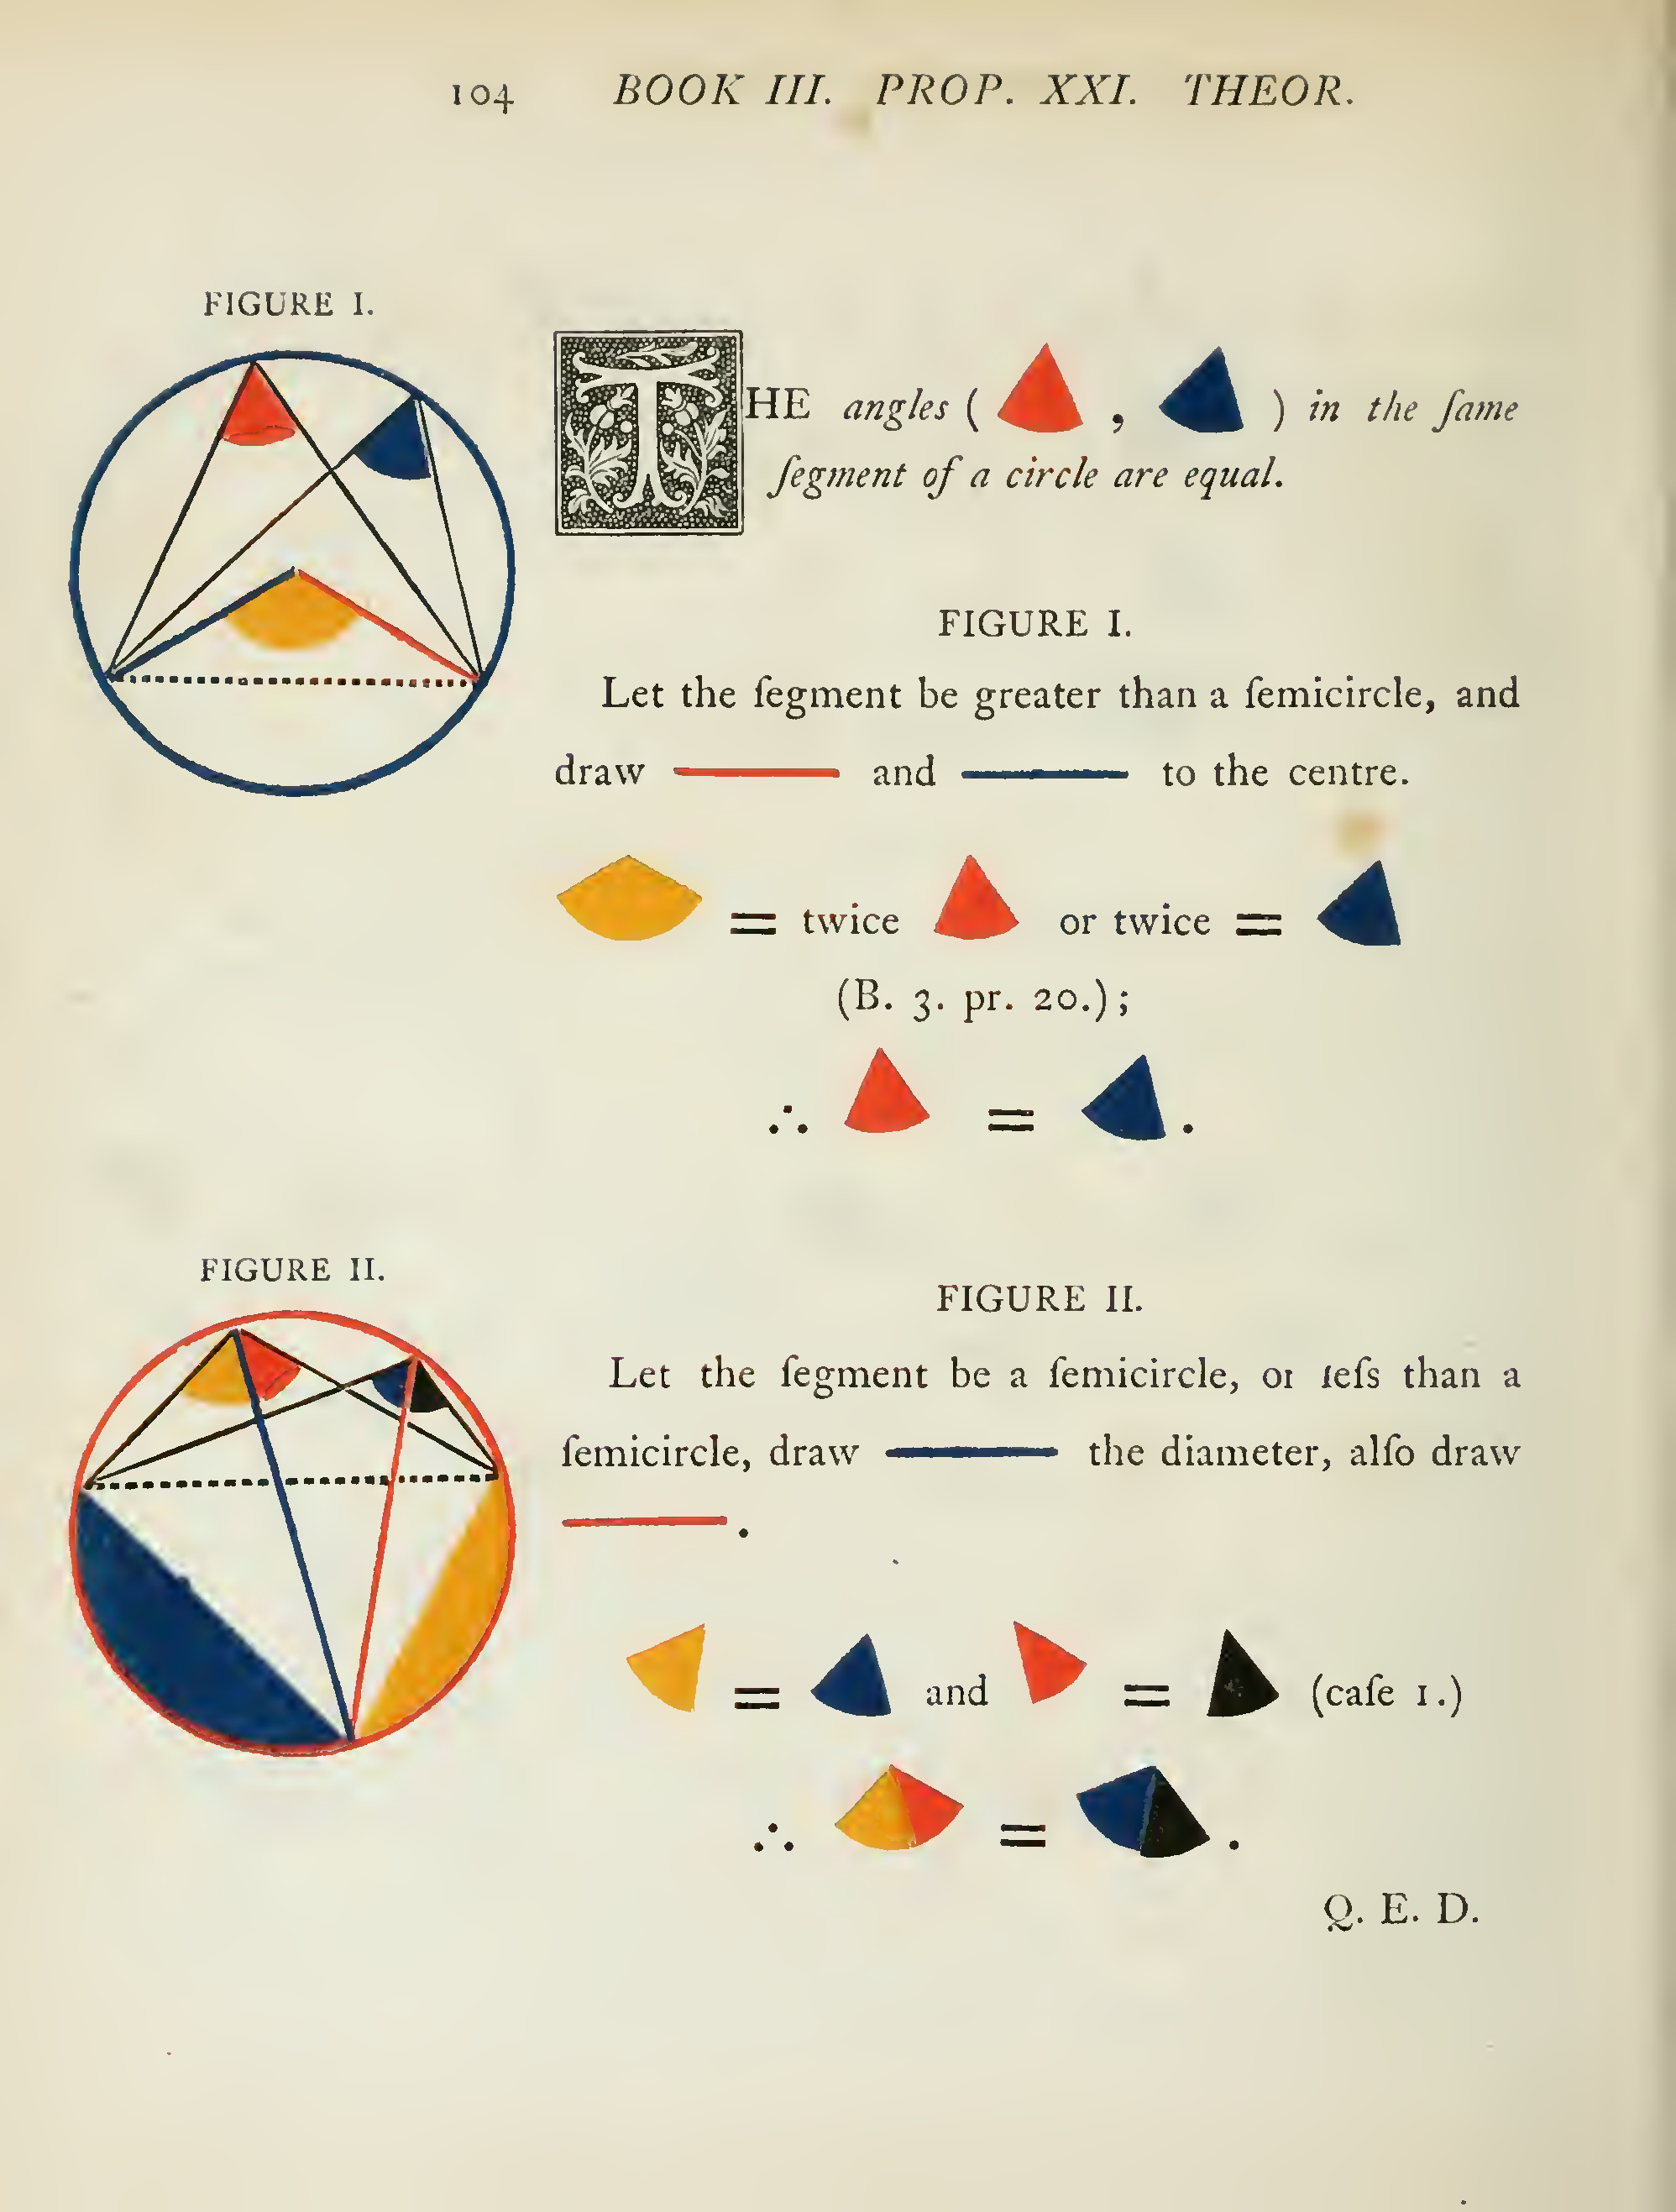 104 BOOK III. PROP. XXI. THEOR.
FIGURE I.
THE angles ( , ) in the ſame
ſegment of a circle are equal.
FIGURE I.
Let the ſegment be greater than a ſemicircle, and
draw and to the centre.
= twice or twice =
(B. 3. pr. 20.) ;
∴ = .
FIGURE II.
FIGURE II.
Let the ſegment be a ſemicircle, or leſs than a
ſemicircle, draw the diameter, alſo draw
.
= and = (caſe 1.)
∴ = .
Q. E. D.